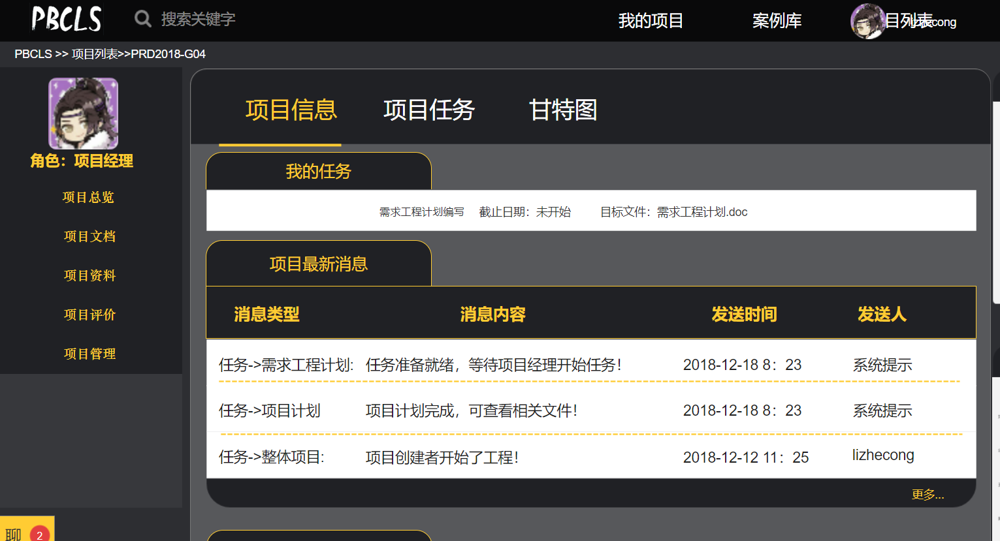 PBCLS
搜索关键字
我的项目
案例库
目列表
lizhecong
PBCLS >> 项目列表>>PRD2018-G04
角色：项目经理
项目总览
项目文档
项目资料
项目评价
项目管理
聊 2
项目信息 项目任务 甘特图
我的任务
需求工程计划编写 截止日期：未开始 目标文件：需求工程计划.doc
项目最新消息
消息类型 消息内容 发送时间 发送人
任务->需求工程计划: 任务准备就绪，等待项目经理开始任务！ 2018-12-18 8：23 系统提示
任务->项目计划 项目计划完成，可查看相关文件！ 2018-12-18 8：23 系统提示
任务->整体项目: 项目创建者开始了工程！ 2018-12-12 11：25 lizhecong
更多...